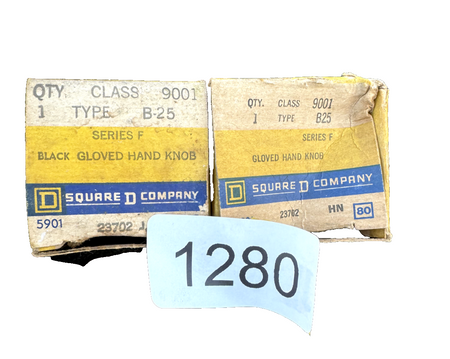 QTY. CLASS 9001
1 TYPE B-25
SERIES F
BLACK GLOVED HAND KNOB
D SQUARE D COMPANY
5901 23702 J
QTY. CLASS 9001
1 TYPE B25
SERIES F
GLOVED HAND KNOB
D SQUARE D COMPANY
23702 HN 80
1280